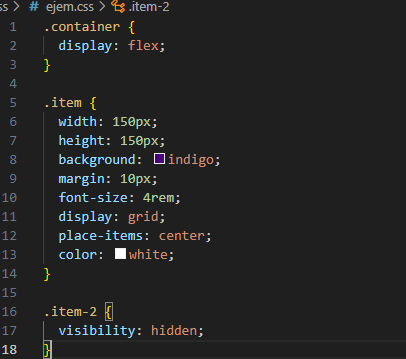 ss > # ejem.css > .item-2
1 .container {
2   display: flex;
3 }
4
5 .item {
6   width: 150px;
7   height: 150px;
8   background: indigo;
9   margin: 10px;
10   font-size: 4rem;
11   display: grid;
12   place-items: center;
13   color: white;
14 }
15
16 .item-2 {
17   visibility: hidden;
18 }